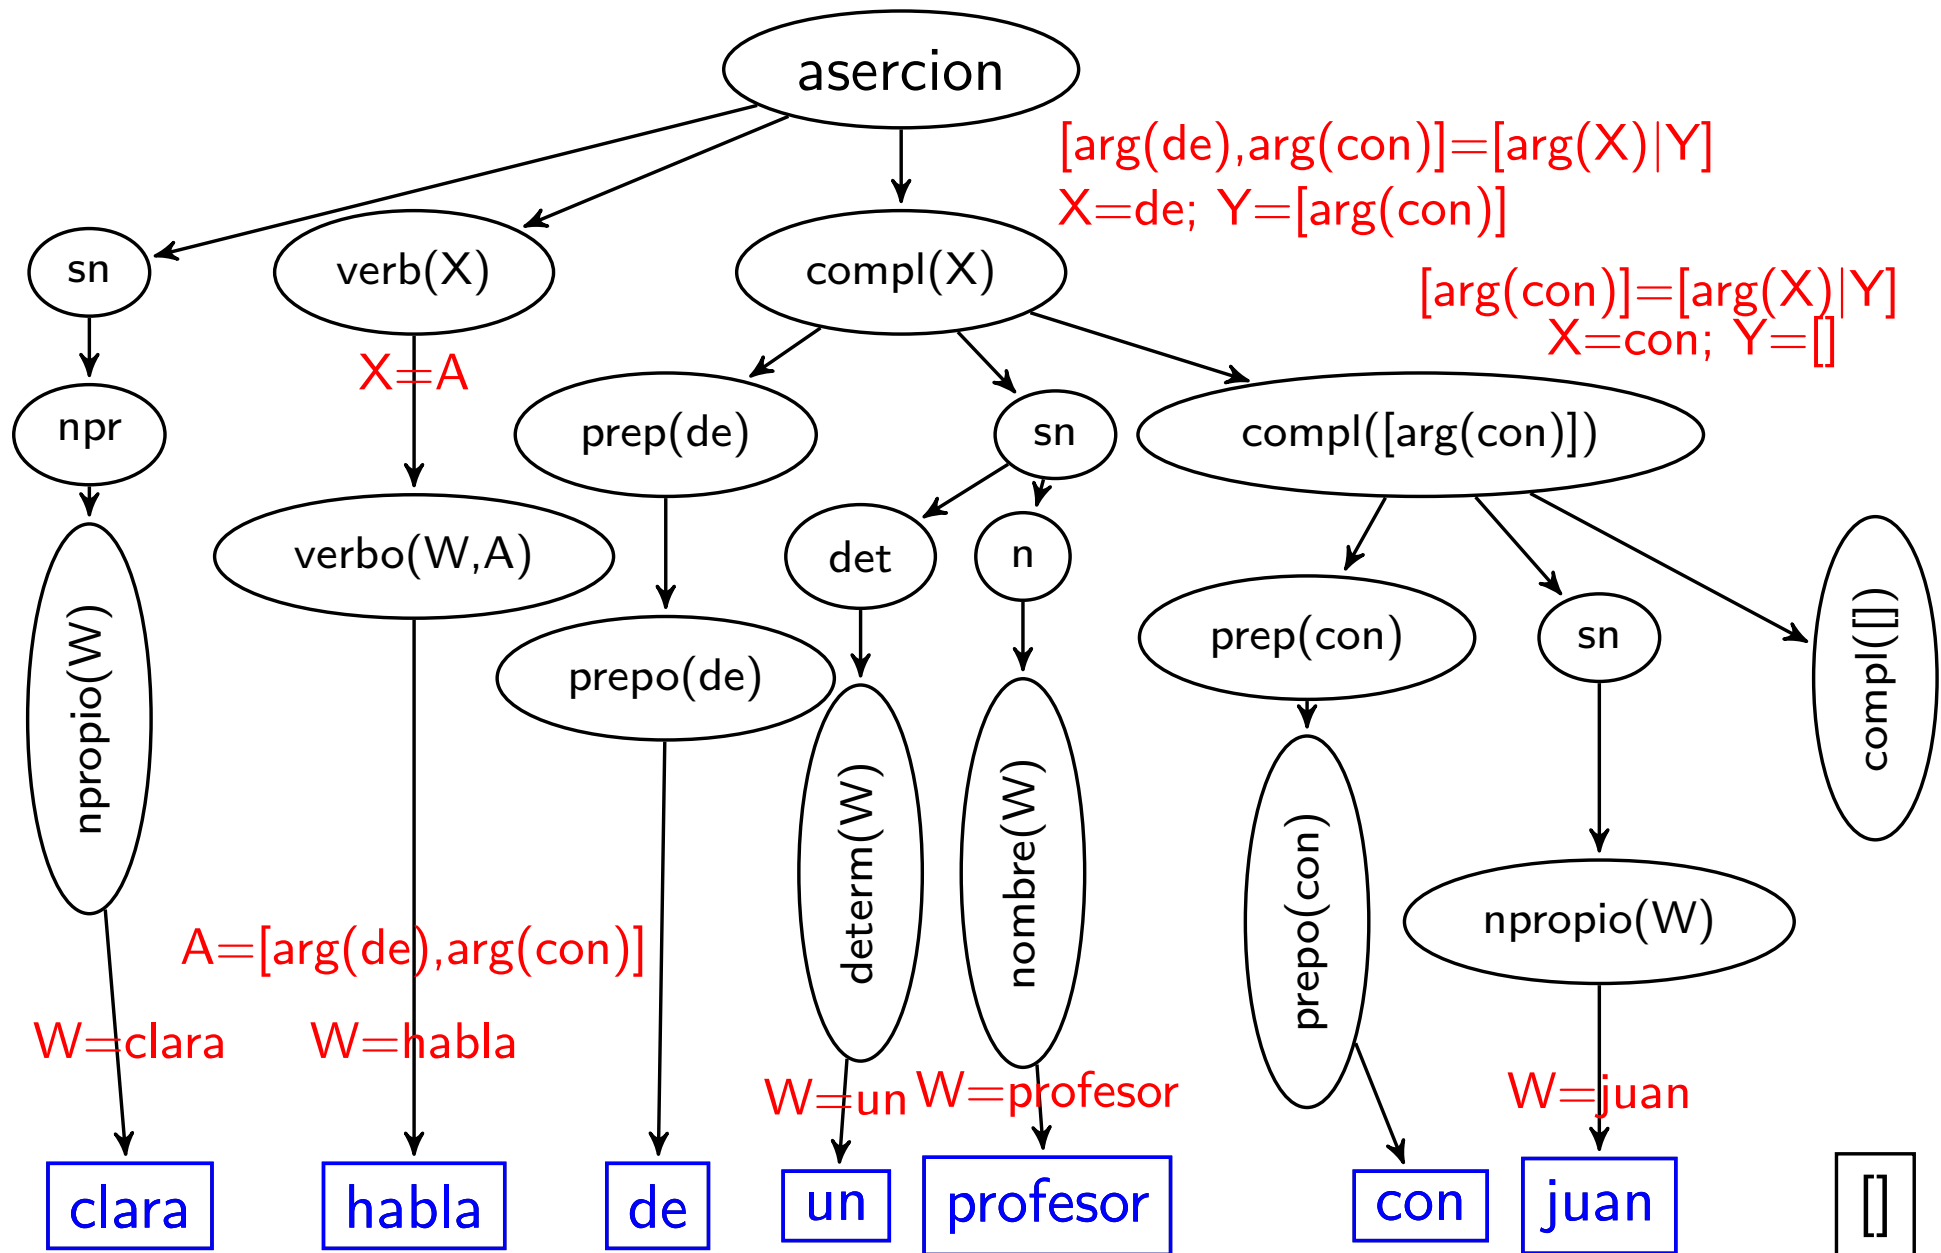 asercion
[arg(de),arg(con)]=[arg(X)|Y]
X=de; Y=[arg(con)]
sn
verb(X)
compl(X)
[arg(con)]=[arg(X)|Y]
X=con; Y=[]
X=A
npr
prep(de)
sn
compl([arg(con)])
verbo(W,A)
det
n
npropio(W)
prepo(de)
prep(con)
sn
compl([])
determ(W)
nombre(W)
prepo(con)
npropio(W)
A=[arg(de),arg(con)]
W=clara
W=habla
W=un
W=profesor
W=juan
clara
habla
de
un
profesor
con
juan
[]